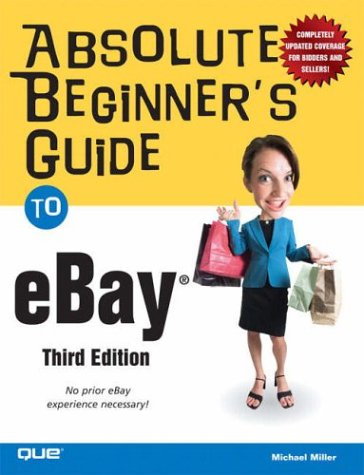 ABSOLUTE
BEGINNER'S
GUIDE
TO
eBay®
Third Edition
No prior eBay
experience necessary!
COMPLETELY
UPDATED COVERAGE
FOR BIDDERS AND
SELLERS!
QUE®
Michael Miller